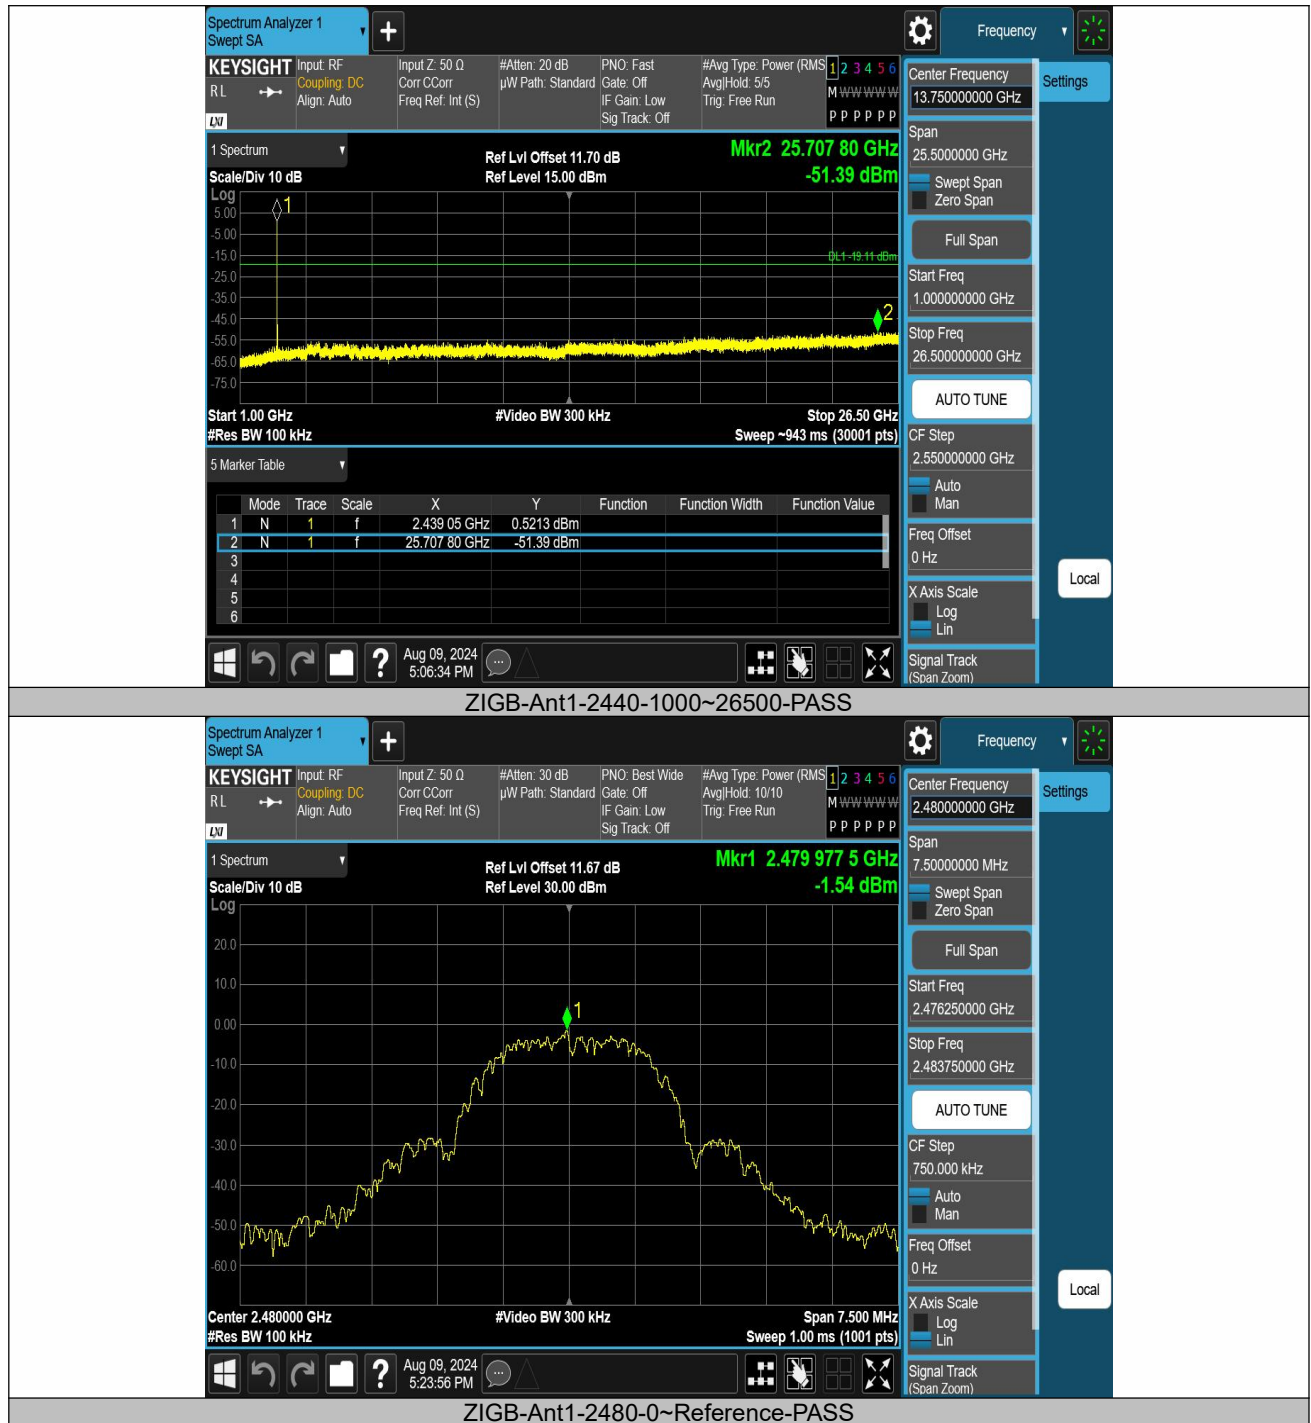 Spectrum Analyzer 1
Swept SA
Frequency
KEYSIGHT
RL
LXI
Input: RF
Coupling: DC
Align: Auto
Input Z: 50 Ω
Corr CCorr
Freq Ref: Int (S)
#Atten: 20 dB
µW Path: Standard
PNO: Fast
Gate: Off
IF Gain: Low
Sig Track: Off
#Avg Type: Power (RMS
Avg|Hold: 5/5
Trig: Free Run
1 2 3 4 5 6
M W W W W W
P P P P P P
1 Spectrum
Scale/Div 10 dB
Ref Lvl Offset 11.70 dB
Ref Level 15.00 dBm
Mkr2 25.707 80 GHz
-51.39 dBm
Log
5.00
-5.00
-15.0
-25.0
-35.0
-45.0
-55.0
-65.0
-75.0
1
DL1 -19.11 dBm
2
Start 1.00 GHz
#Res BW 100 kHz
#Video BW 300 kHz
Stop 26.50 GHz
Sweep ~943 ms (30001 pts)
5 Marker Table
Mode Trace Scale X Y Function Function Width Function Value
1 N 1 f 2.439 05 GHz 0.5213 dBm
2 N 1 f 25.707 80 GHz -51.39 dBm
3
4
5
6
Aug 09, 2024
5:06:34 PM
Center Frequency
13.750000000 GHz
Settings
Span
25.5000000 GHz
Swept Span
Zero Span
Full Span
Start Freq
1.000000000 GHz
Stop Freq
26.500000000 GHz
AUTO TUNE
CF Step
2.550000000 GHz
Auto
Man
Freq Offset
0 Hz
Local
X Axis Scale
Log
Lin
Signal Track
(Span Zoom)
ZIGB-Ant1-2440-1000~26500-PASS
Spectrum Analyzer 1
Swept SA
Frequency
KEYSIGHT
RL
LXI
Input: RF
Coupling: DC
Align: Auto
Input Z: 50 Ω
Corr CCorr
Freq Ref: Int (S)
#Atten: 30 dB
µW Path: Standard
PNO: Best Wide
Gate: Off
IF Gain: Low
Sig Track: Off
#Avg Type: Power (RMS
Avg|Hold: 10/10
Trig: Free Run
1 2 3 4 5 6
M W W W W W
P P P P P P
1 Spectrum
Scale/Div 10 dB
Ref Lvl Offset 11.67 dB
Ref Level 30.00 dBm
Mkr1 2.479 977 5 GHz
-1.54 dBm
Log
20.0
10.0
0.00
-10.0
-20.0
-30.0
-40.0
-50.0
-60.0
1
Center 2.480000 GHz
#Res BW 100 kHz
#Video BW 300 kHz
Span 7.500 MHz
Sweep 1.00 ms (1001 pts)
Aug 09, 2024
5:23:56 PM
Center Frequency
2.480000000 GHz
Settings
Span
7.50000000 MHz
Swept Span
Zero Span
Full Span
Start Freq
2.476250000 GHz
Stop Freq
2.483750000 GHz
AUTO TUNE
CF Step
750.000 kHz
Auto
Man
Freq Offset
0 Hz
Local
X Axis Scale
Log
Lin
Signal Track
(Span Zoom)
ZIGB-Ant1-2480-0~Reference-PASS